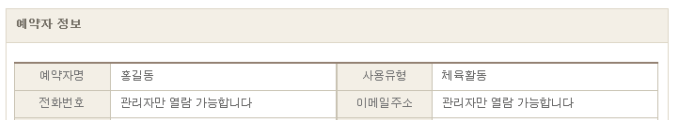 예약자 정보
예약자명 홍길동 사용유형 체육활동
전화번호 관리자만 열람 가능합니다 이메일주소 관리자만 열람 가능합니다